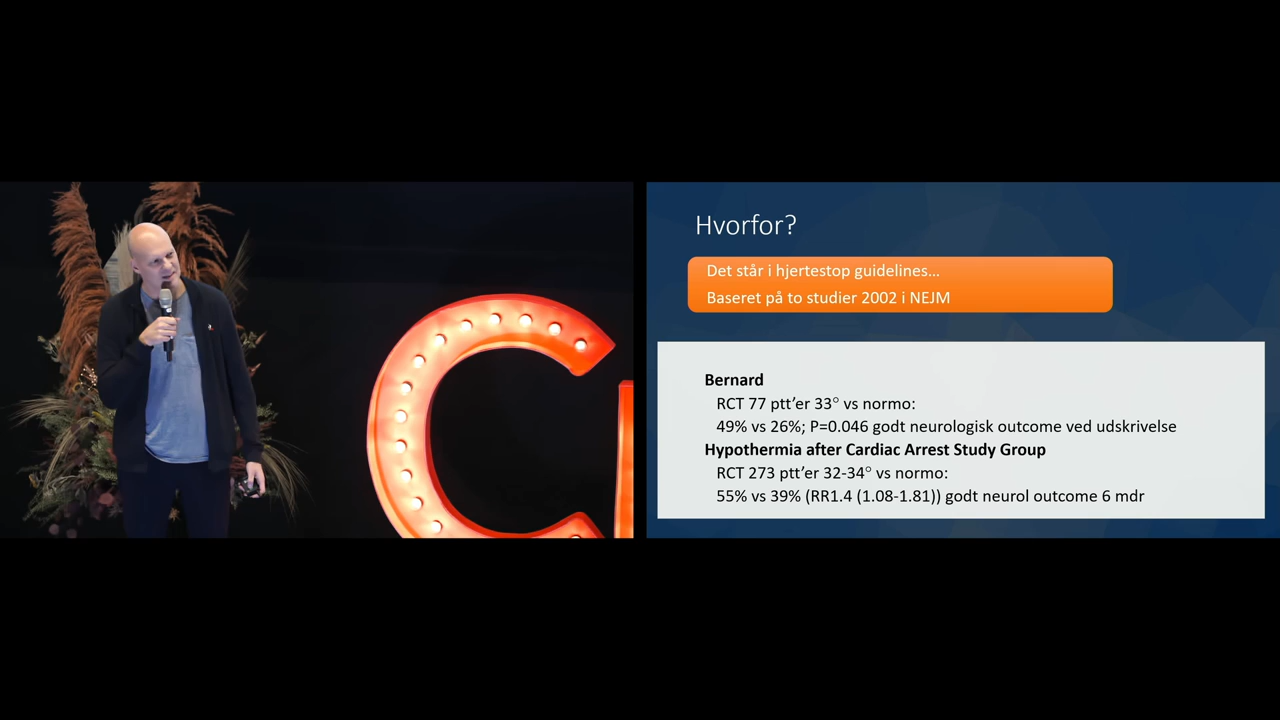 Hvorfor?
Det står i hjertestop guidelines…
Baseret på to studier 2002 i NEJM
Bernard
RCT 77 ptt’er 33° vs normo:
49% vs 26%; P=0.046 godt neurologisk outcome ved udskrivelse
Hypothermia after Cardiac Arrest Study Group
RCT 273 ptt’er 32-34° vs normo:
55% vs 39% (RR1.4 (1.08-1.81)) godt neurol outcome 6 mdr